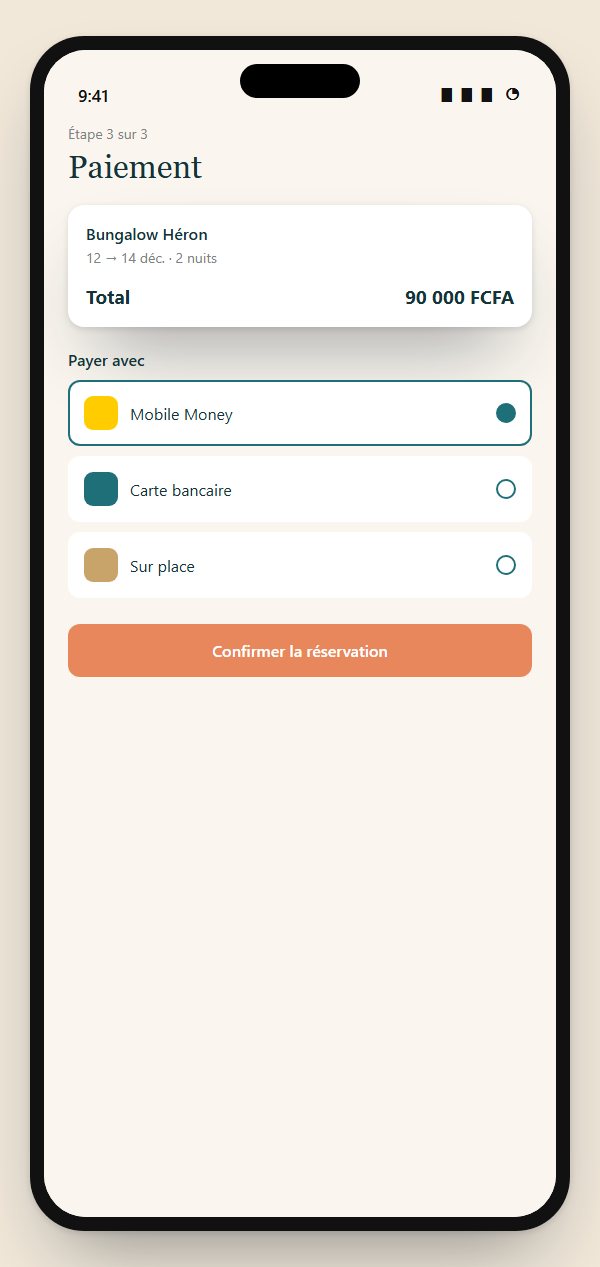 9:41
Étape 3 sur 3
Paiement
Bungalow Héron
12 → 14 déc. · 2 nuits
Total 90 000 FCFA
Payer avec
Mobile Money
Carte bancaire
Sur place
Confirmer la réservation